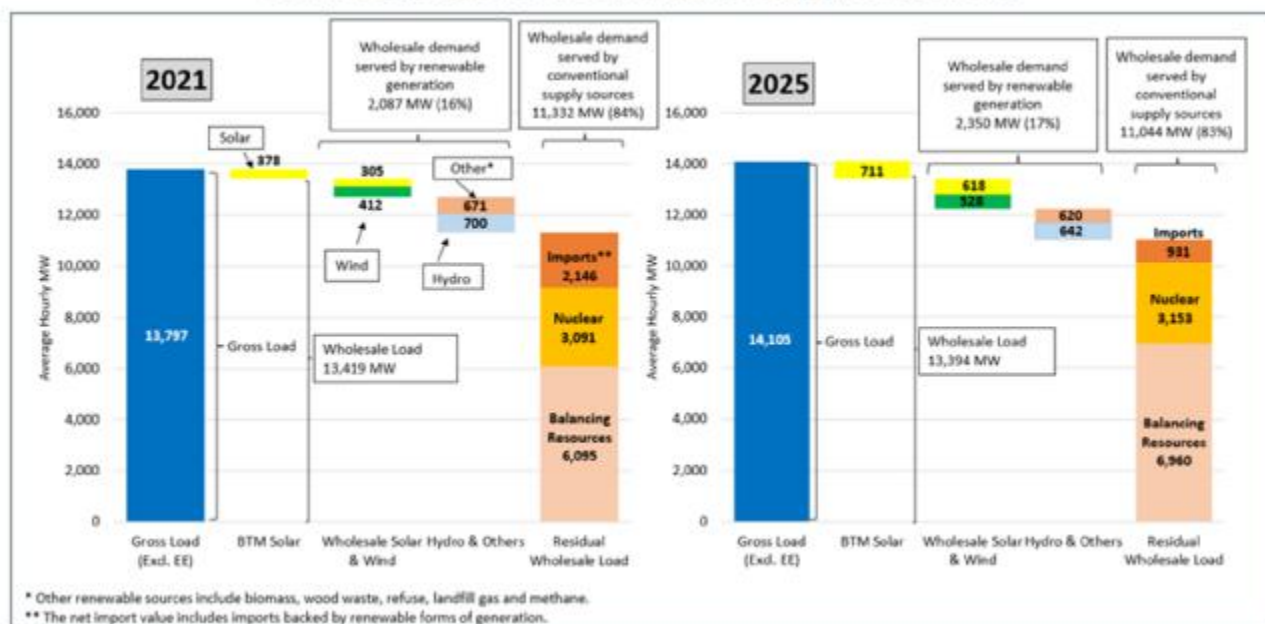 2021
Wholesale demand
served by renewable
generation
2,087 MW (16%)
Wholesale demand
served by
conventional
supply sources
11,332 MW (84%)
Average Hourly MW
16,000
14,000
12,000
10,000
8,000
6,000
4,000
2,000
0
Solar
378
305
412
Other*
671
700
Wind
Hydro
13,797
Gross Load
Wholesale Load
13,419 MW
Imports**
2,146
Nuclear
3,091
Balancing
Resources
6,095
Gross Load
(Excl. EE)
BTM Solar
Wholesale Solar
& Wind
Hydro & Others
Residual
Wholesale Load
2025
Wholesale demand
served by renewable
generation
2,350 MW (17%)
Wholesale demand
served by
conventional
supply sources
11,044 MW (83%)
Average Hourly MW
16,000
14,000
12,000
10,000
8,000
6,000
4,000
2,000
0
711
618
528
620
642
14,105
Gross Load
Wholesale Load
13,394 MW
Imports
931
Nuclear
3,153
Balancing
Resources
6,960
Gross Load
(Excl. EE)
BTM Solar
Wholesale Solar
& Wind
Hydro & Others
Residual
Wholesale Load
* Other renewable sources include biomass, wood waste, refuse, landfill gas and methane.
** The net import value includes imports backed by renewable forms of generation.